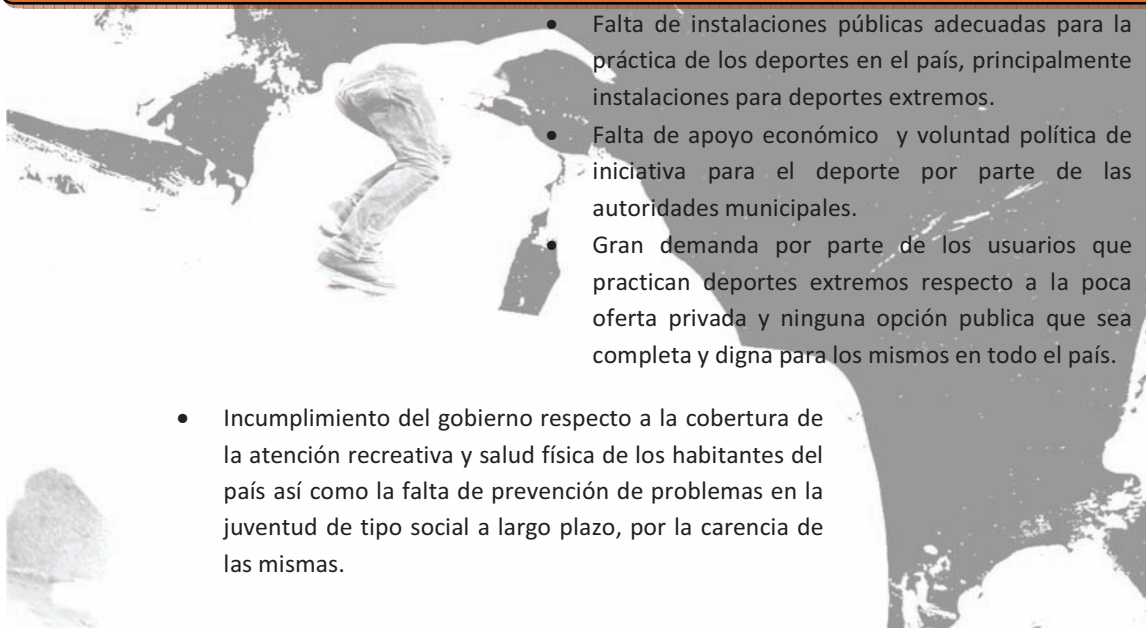 • Falta de instalaciones públicas adecuadas para la
práctica de los deportes en el país, principalmente
instalaciones para deportes extremos.
• Falta de apoyo económico y voluntad política de
iniciativa para el deporte por parte de las
autoridades municipales.
• Gran demanda por parte de los usuarios que
practican deportes extremos respecto a la poca
oferta privada y ninguna opción publica que sea
completa y digna para los mismos en todo el país.
• Incumplimiento del gobierno respecto a la cobertura de
la atención recreativa y salud física de los habitantes del
país así como la falta de prevención de problemas en la
juventud de tipo social a largo plazo, por la carencia de
las mismas.